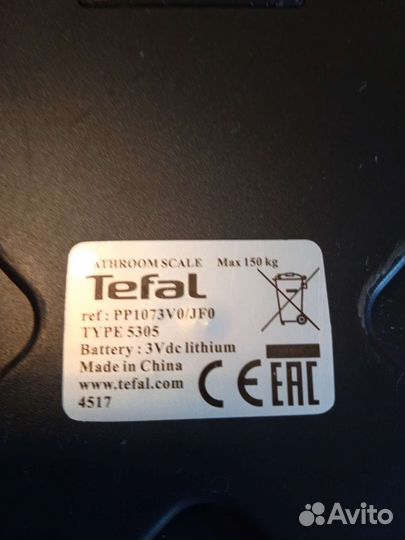 BATHROOM SCALE Max 150 kg
Tefal
ref : PP1073V0/JF0
TYPE 5305
Battery : 3Vdc lithium
Made in China
www.tefal.com
4517
CE EAC
Avito